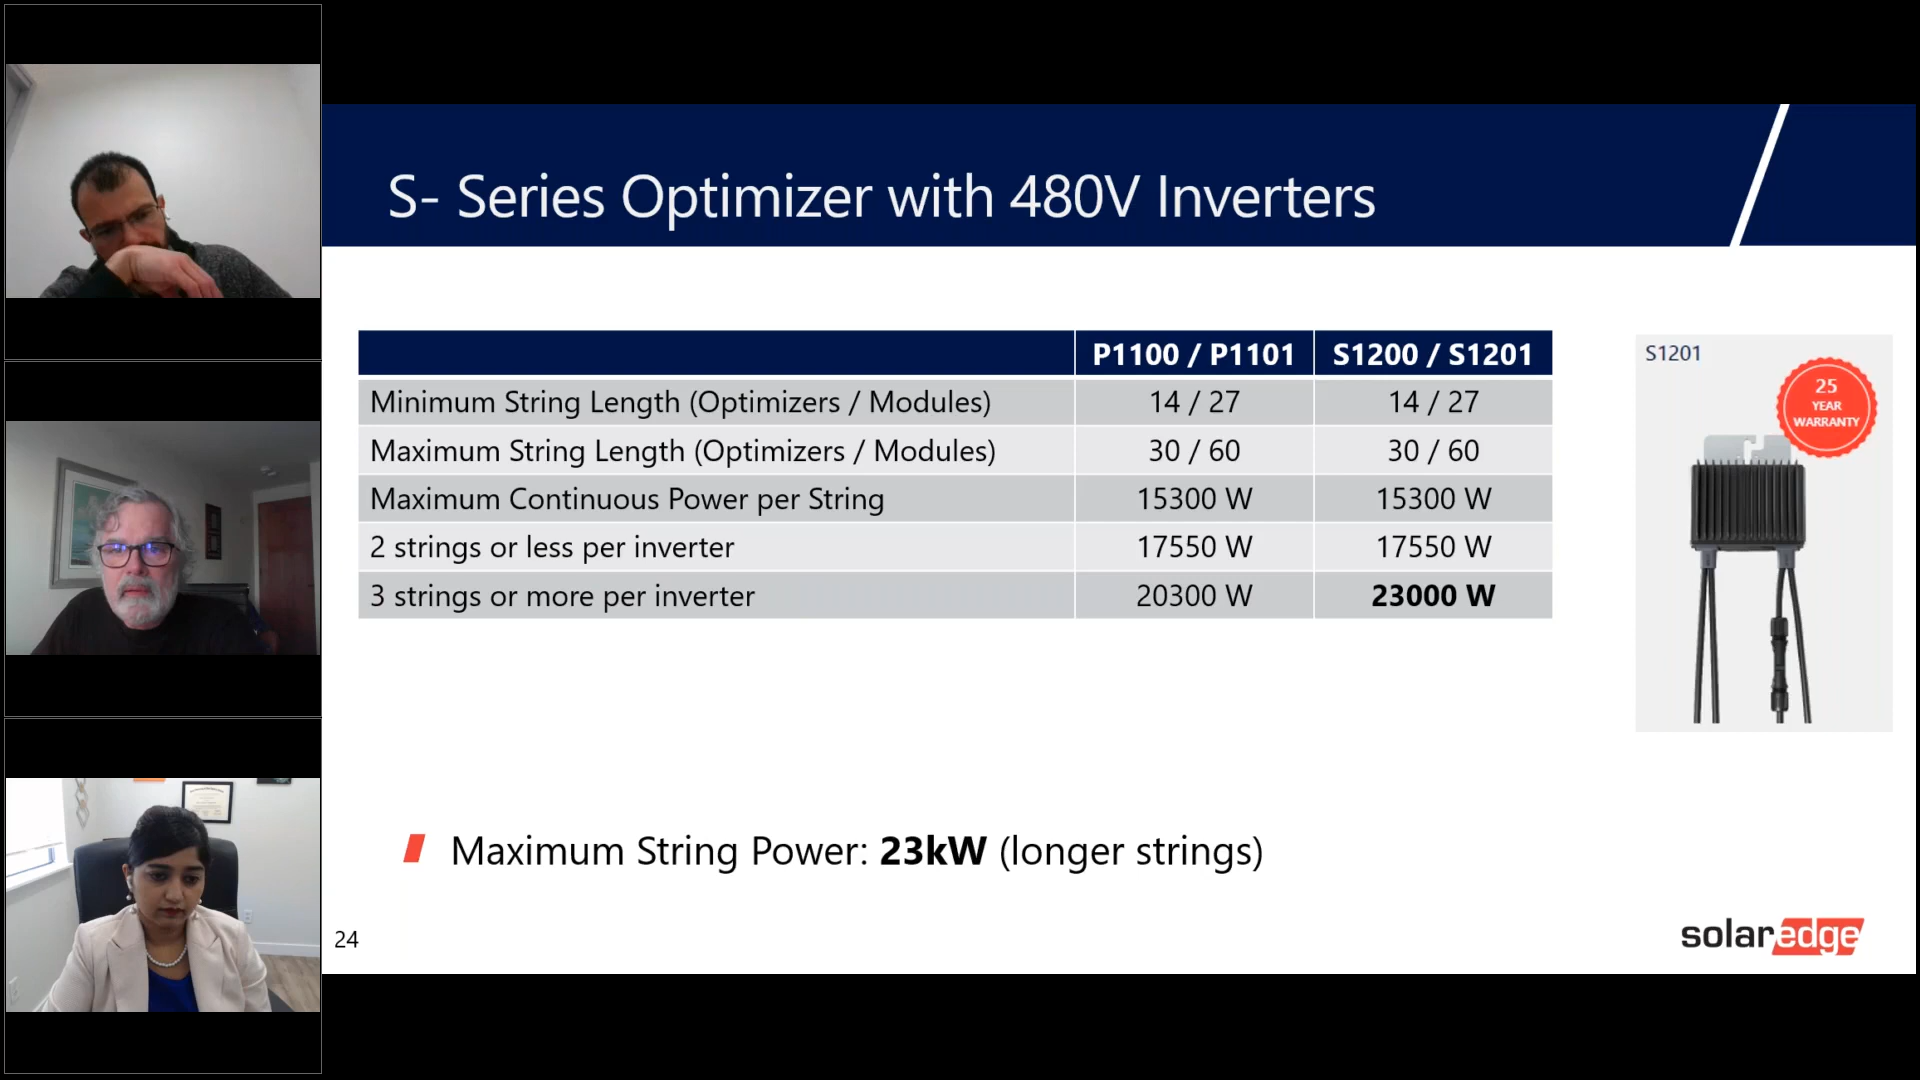 S- Series Optimizer with 480V Inverters
P1100 / P1101 S1200 / S1201
Minimum String Length (Optimizers / Modules) 14 / 27 14 / 27
Maximum String Length (Optimizers / Modules) 30 / 60 30 / 60
Maximum Continuous Power per String 15300 W 15300 W
2 strings or less per inverter 17550 W 17550 W
3 strings or more per inverter 20300 W 23000 W
S1201
25
YEAR
WARRANTY
Maximum String Power: 23kW (longer strings)
24
solaredge